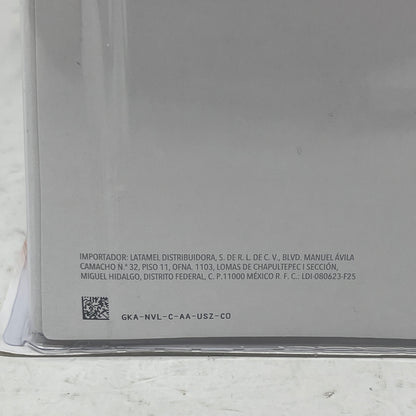 IMPORTADOR: LATAMEL DISTRIBUIDORA, S. DE R. L. DE C. V., BLVD. MANUEL ÁVILA
CAMACHO N.º 32, PISO 11, OFNA. 1103, LOMAS DE CHAPULTEPEC I SECCIÓN,
MIGUEL HIDALGO, DISTRITO FEDERAL, C. P. 11000 MÉXICO R. F. C.: LDI-080623-F25
GKA-NVL-C-AA-USZ-C0